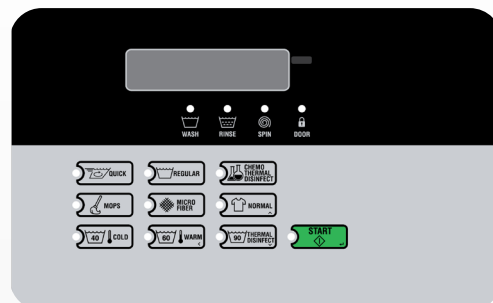 WASH RINSE SPIN DOOR
QUICK REGULAR CHEMO
THERMAL
DISINFECT
MOPS MICRO
FIBER NORMAL
40 COLD 60 WARM 90 THERMAL
DISINFECT START